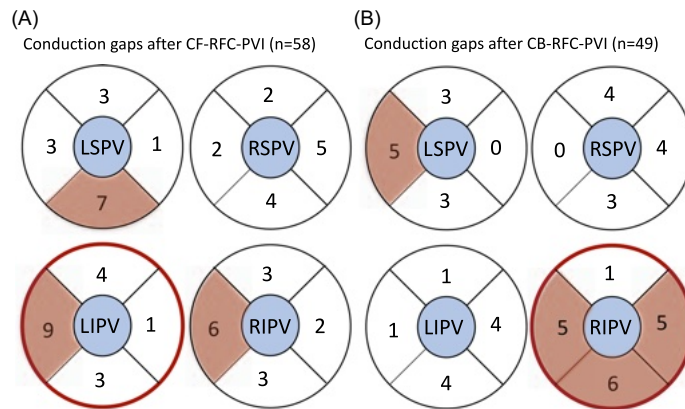 (A)
Conduction gaps after CF-RFC-PVI (n=58)
3
3 LSPV 1
7
2
2 RSPV 5
4
4
9 LIPV 1
3
3
6 RIPV 2
3
(B)
Conduction gaps after CB-RFC-PVI (n=49)
3
5 LSPV 0
3
4
0 RSPV 4
3
1
1 LIPV 4
4
1
5 RIPV 5
6